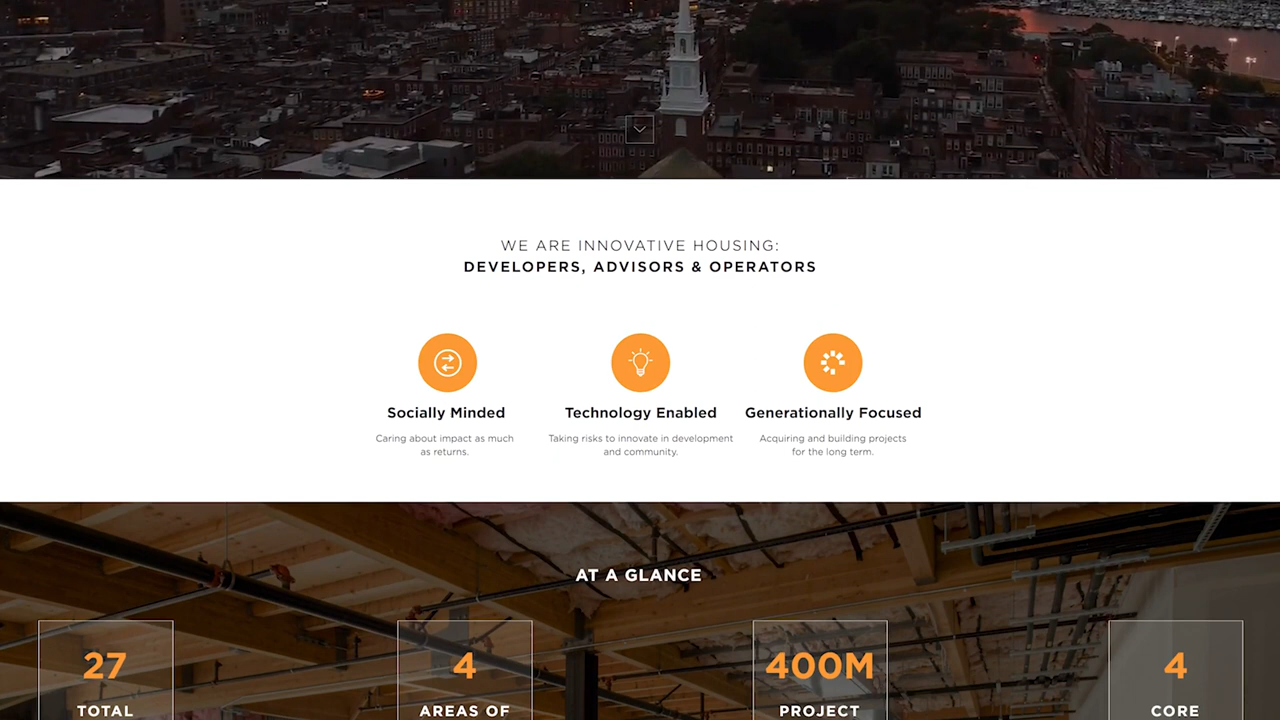 WE ARE INNOVATIVE HOUSING:
DEVELOPERS, ADVISORS & OPERATORS
Socially Minded
Caring about impact as much
as returns.
Technology Enabled
Taking risks to innovate in development
and community.
Generationally Focused
Acquiring and building projects
for the long term.
AT A GLANCE
27
TOTAL
4
AREAS OF
400M
PROJECT
4
CORE